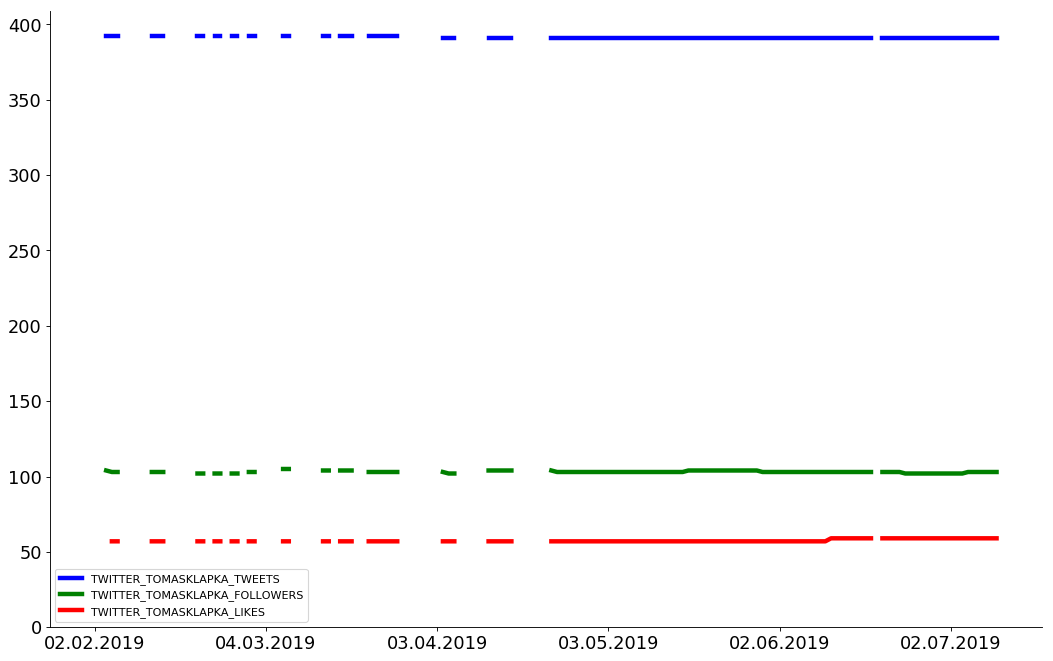 400
350
300
250
200
150
100
50
0
TWITTER_TOMASKLAPKA_TWEETS
TWITTER_TOMASKLAPKA_FOLLOWERS
TWITTER_TOMASKLAPKA_LIKES
02.02.2019 04.03.2019 03.04.2019 03.05.2019 02.06.2019 02.07.2019